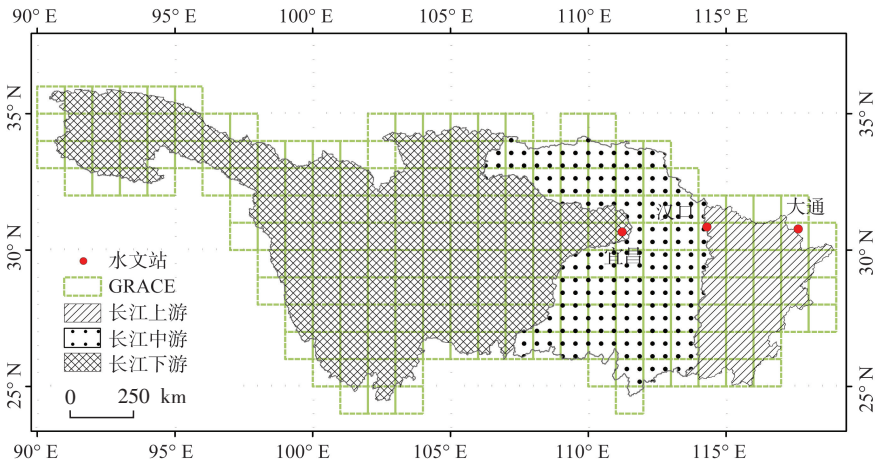 90° E 95° E 100° E 105° E 110° E 115° E
35° N
35° N
大通
汉口
30° N
宜昌
30° N
水文站
GRACE
长江上游
长江中游
长江下游
25° N
25° N
0 250 km
90° E 95° E 100° E 105° E 110° E 115° E